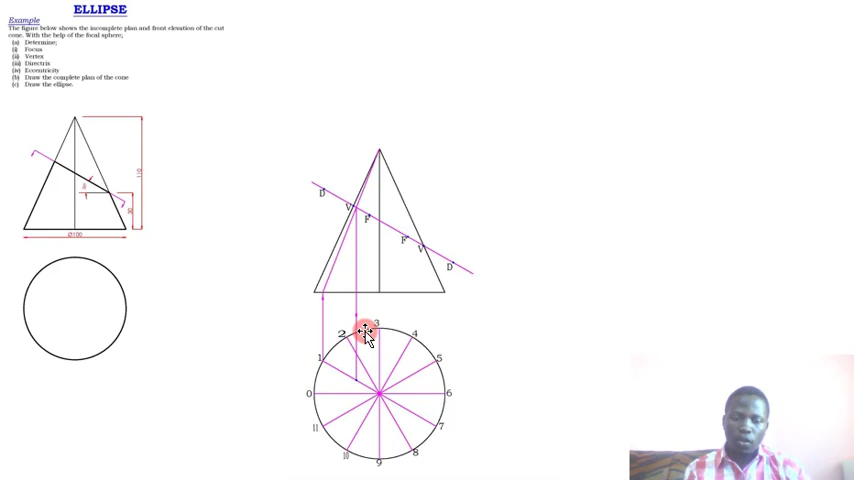 ELLIPSE
Example
The figure below shows the incomplete plan and front elevation of the cut
cone. With the help of the focal sphere;
(a) Determine;
(i) Focus
(ii) Vertex
(iii) Directris
(iv) Eccentricity
(b) Draw the complete plan of the cone
(c) Draw the ellipse.
110
30
Ø100
D
V
F
F
V
D
3
2
4
1
5
0
6
11
7
10
8
9